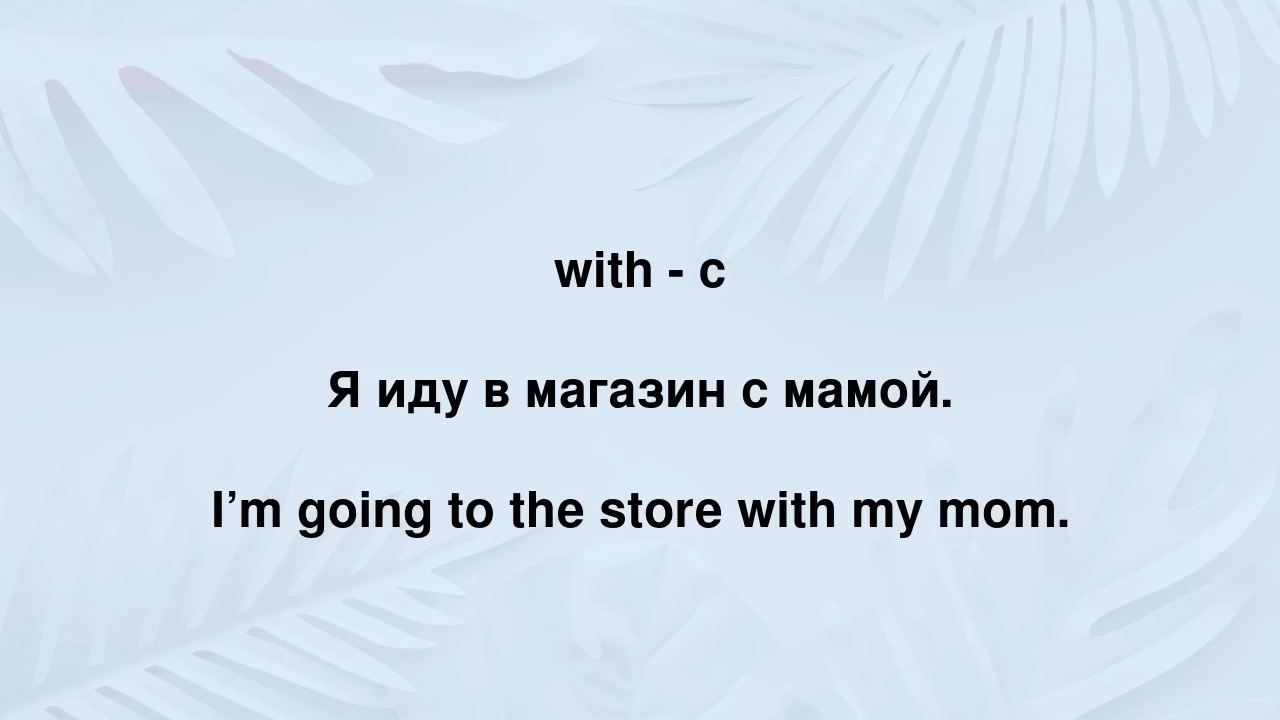 with - с
Я иду в магазин с мамой.
I’m going to the store with my mom.